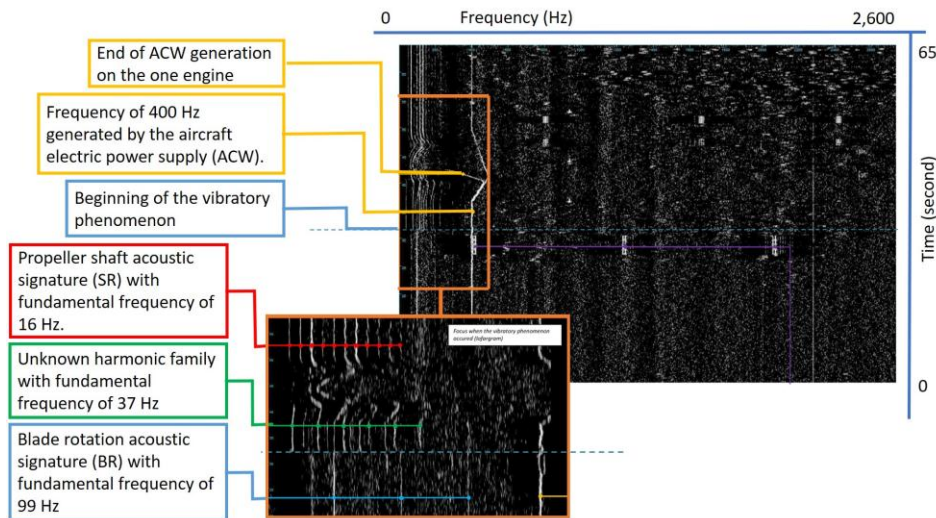 0
Frequency (Hz)
2,600
End of ACW generation
on the one engine
65
Frequency of 400 Hz
generated by the aircraft
electric power supply (ACW).
Beginning of the vibratory
phenomenon
Time (second)
Propeller shaft acoustic
signature (SR) with
fundamental frequency of
16 Hz.
Focus when the vibratory phenomenon
occured (lofargram)
Unknown harmonic family
with fundamental
frequency of 37 Hz
0
Blade rotation acoustic
signature (BR) with
fundamental frequency of
99 Hz